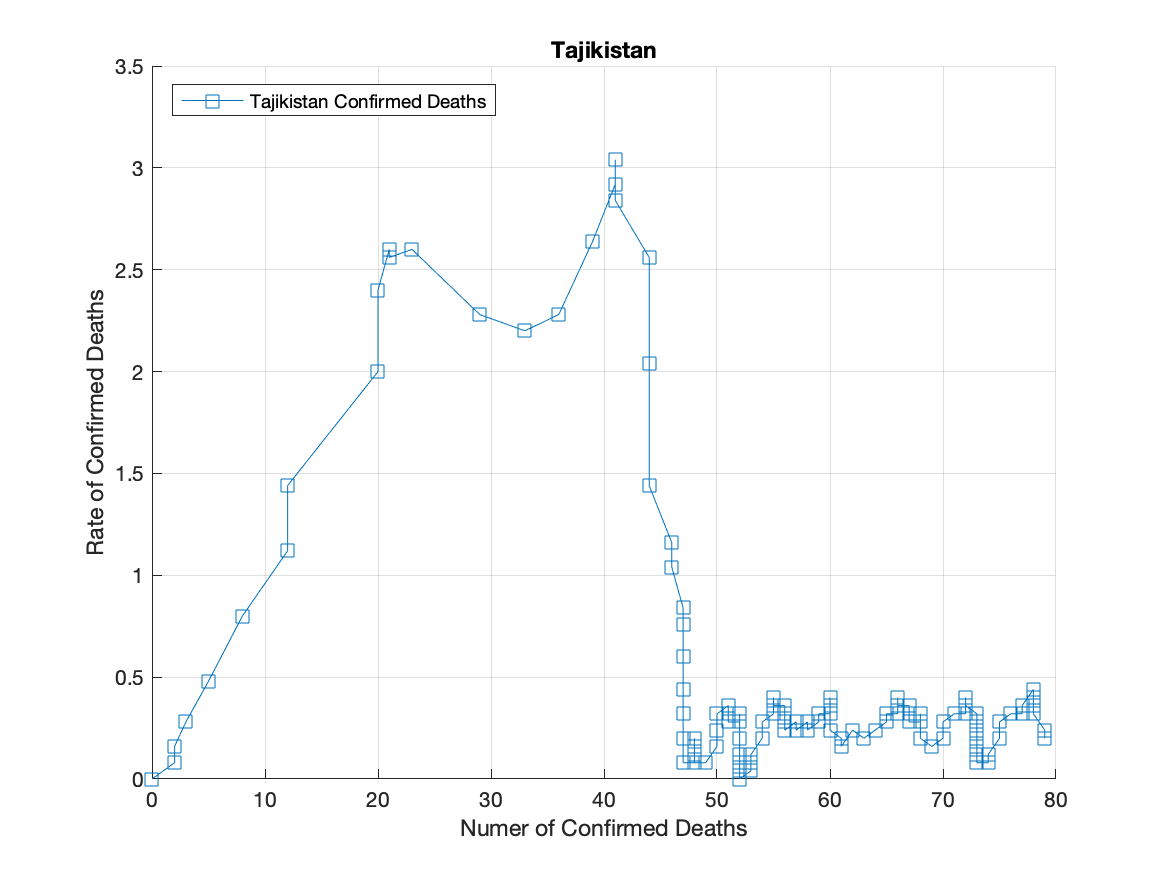 Tajikistan
Tajikistan Confirmed Deaths
3.5
3
2.5
2
1.5
1
0.5
0
Rate of Confirmed Deaths
0 10 20 30 40 50 60 70 80
Numer of Confirmed Deaths